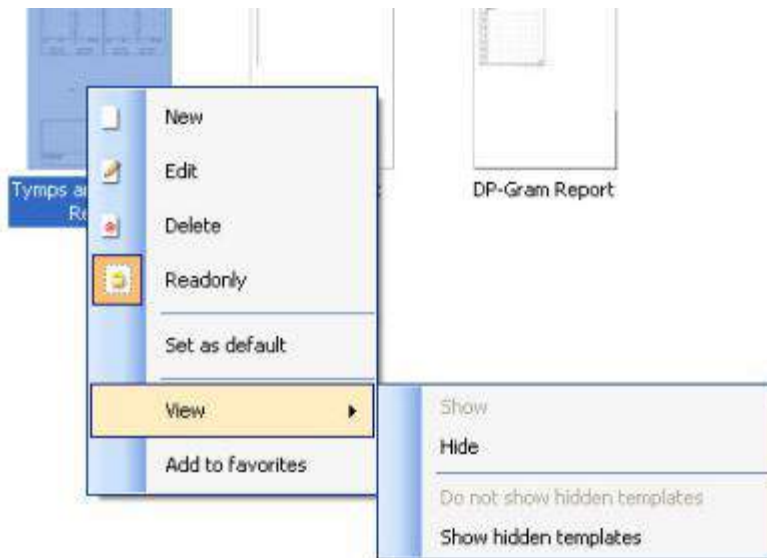 Tymps a
Re
DP-Gram Report
New
Edit
Delete
Readonly
Set as default
View
Add to favorites
Show
Hide
Do not show hidden templates
Show hidden templates